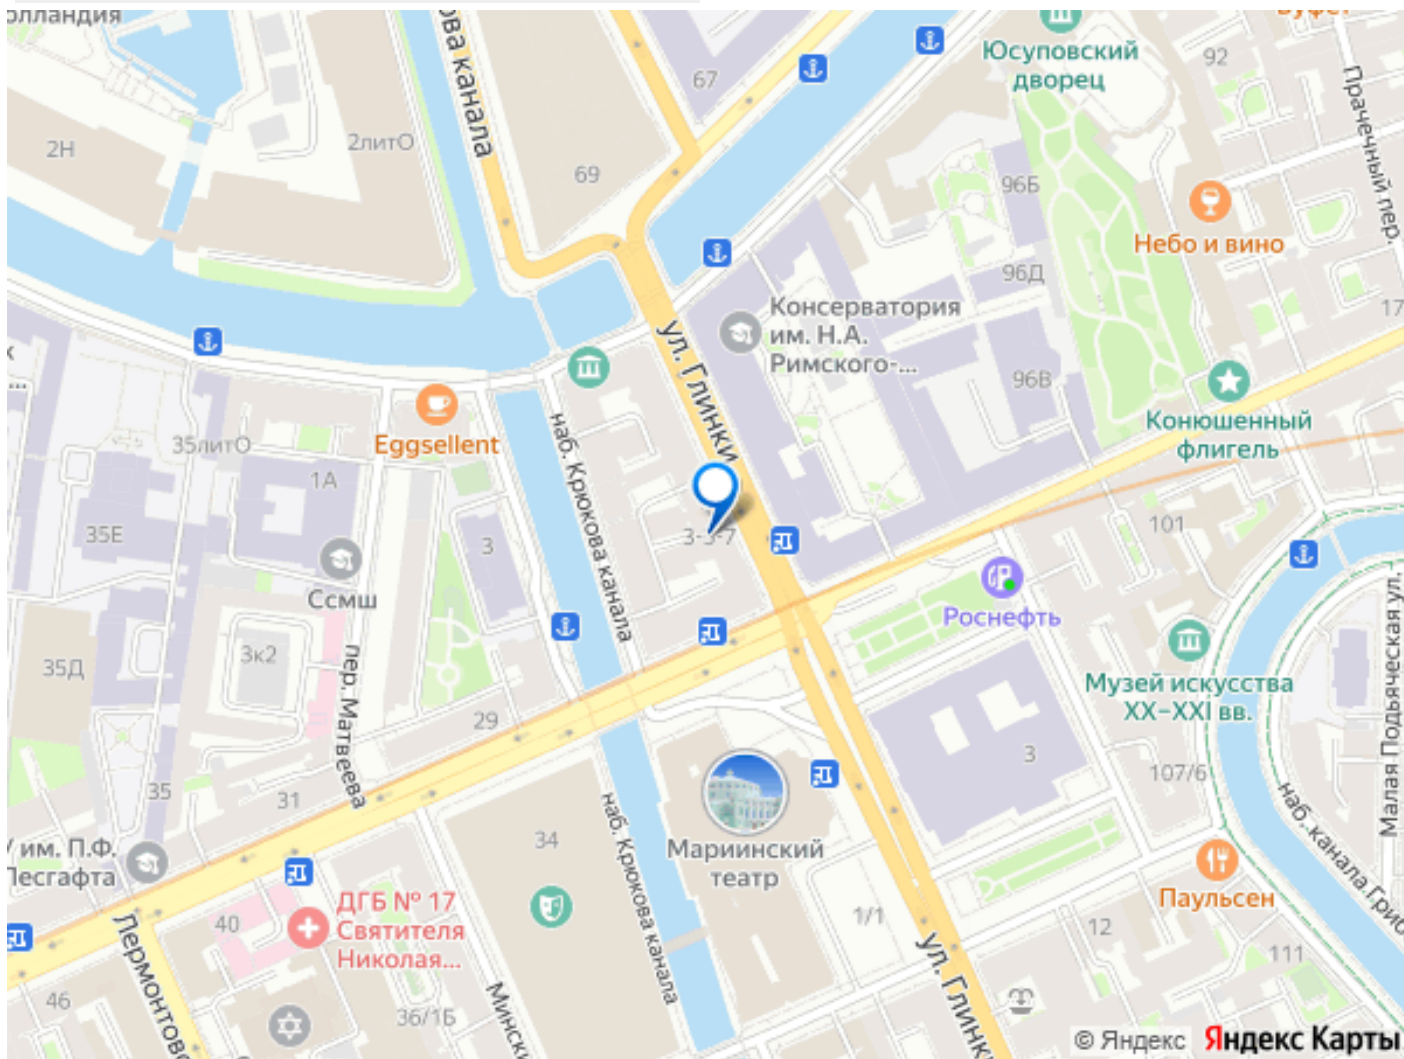 олландия
ова канала
67
Юсуповский
дворец
92
Прачечный пер.
2Н
2литО
69
96Б
Небо и вино
96Д
17
Консерватория
им. Н.А.
Римского-...
ул. Глинки
96В
Конюшенный
флигель
Eggsellent
35литО
1А
наб. Крюкова канала
35Е
3
3-5-7
101
Ссмш
Роснефть
Малая Подьяческая ул.
3к2
35Д
пер. Матвеева
Музей искусства
XX–XXI вв.
29
3
107/6
35
31
наб. канала Гриб
им. П.Ф.
Лесгафта
34
наб. Крюкова канала
Мариинский
театр
Паульсен
ДГБ № 17
Святителя
Николая...
40
1/1
12
ул. Глинки
111
Лермонтово
46
36/1Б
Мински
© Яндекс Яндекс Карты